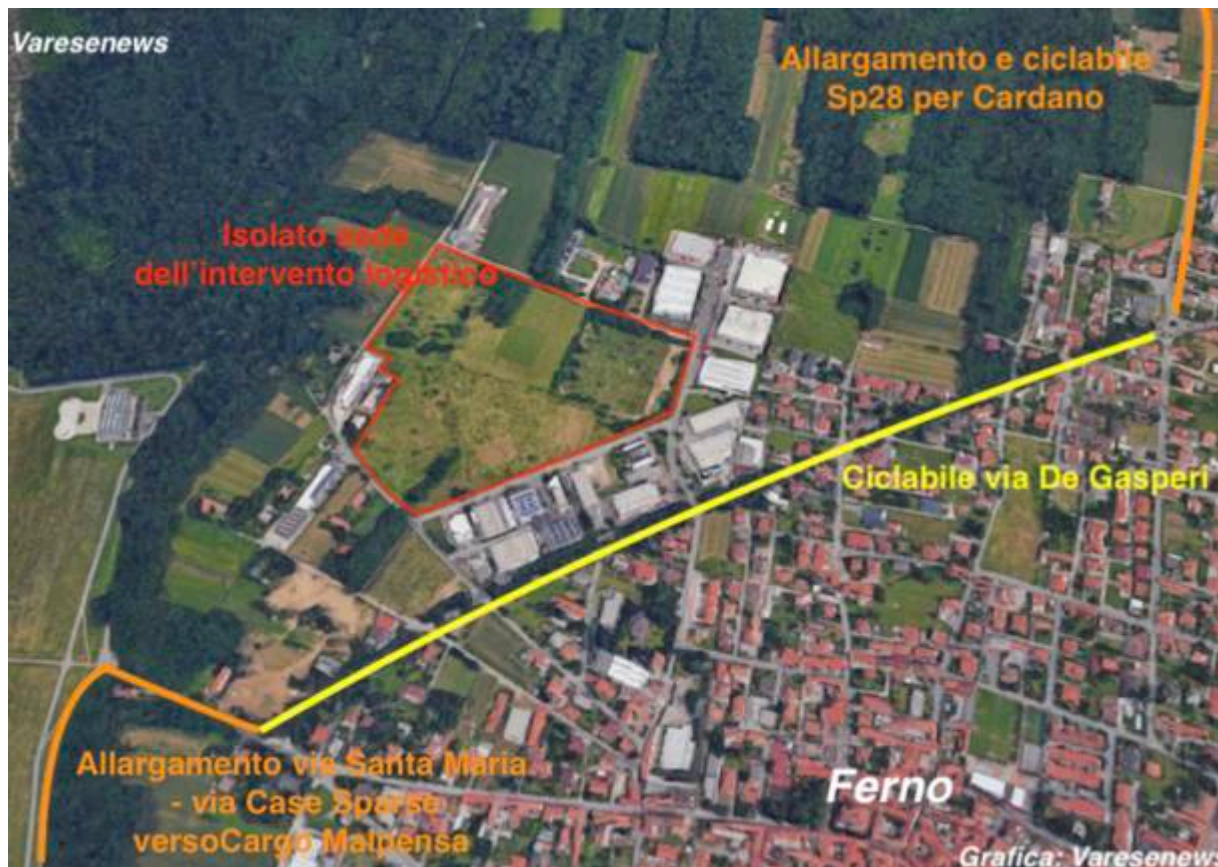 Varesenews
Allargamento e ciclabile
Sp28 per Cardano
Isolato sede
dell'intervento logistico
Ciclabile via De Gasperi
Allargamento via Santa Maria
- via Case Sparse
versoCargo Malpensa
Ferno
Grafica: Varesenews